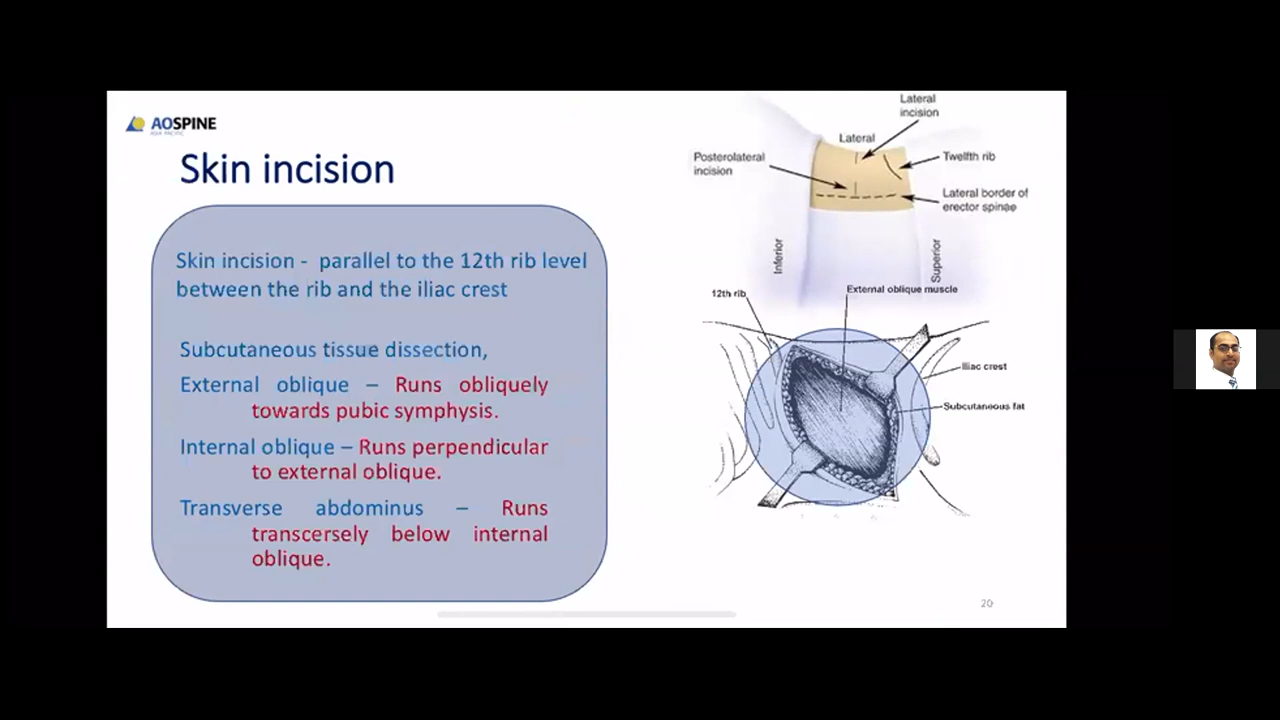 AOSPINE
ASIA PACIFIC
Skin incision
Skin incision - parallel to the 12th rib level
between the rib and the iliac crest
Subcutaneous tissue dissection,
External oblique – Runs obliquely
towards pubic symphysis.
Internal oblique – Runs perpendicular
to external oblique.
Transverse abdominus – Runs
transcersely below internal
oblique.
Lateral
incision
Lateral
Posterolateral
incision
Twelfth rib
Lateral border of
erector spinae
Inferior
Superior
12th rib
External oblique muscle
Iliac crest
Subcutaneous fat
20